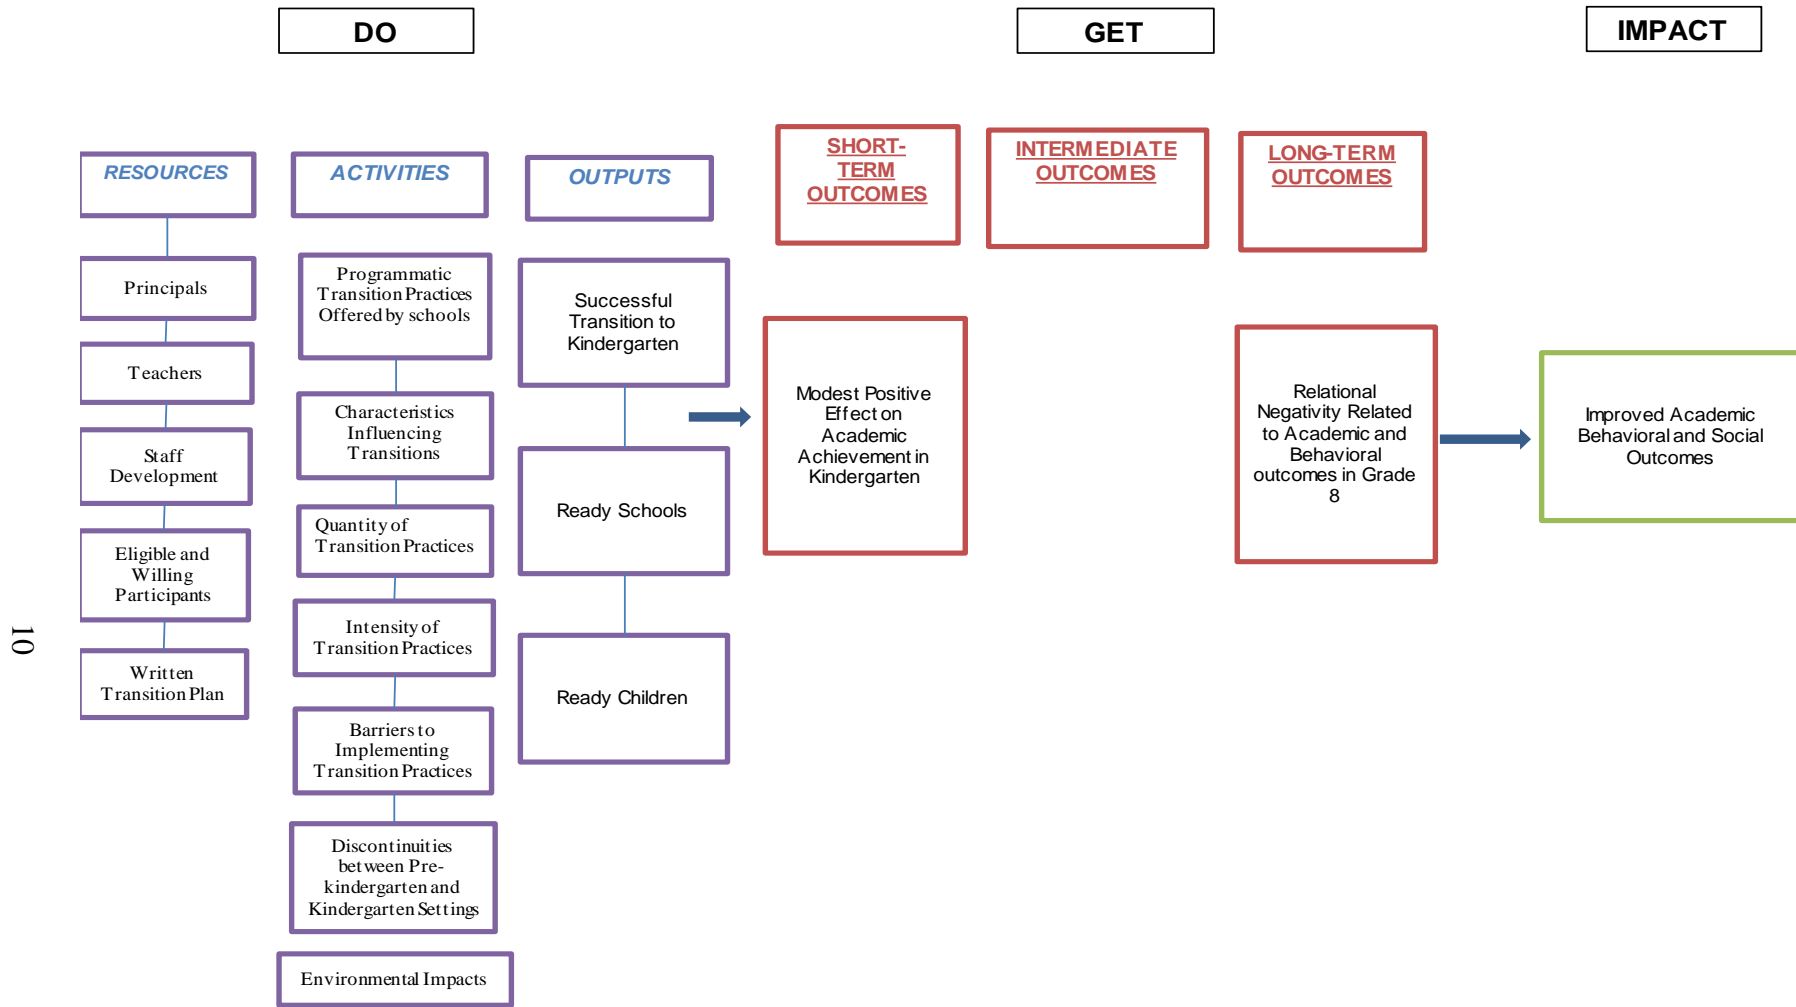 DO
GET
IMPACT
RESOURCES
ACTIVITIES
OUTPUTS
SHORT-
TERM
OUTCOMES
INTERMEDIATE
OUTCOMES
LONG-TERM
OUTCOMES
Principals
Teachers
Staff
Development
Eligible and
Willing
Participants
Written
Transition Plan
Programmatic
Transition Practices
Offered by schools
Characteristics
Influencing
Transitions
Quantity of
Transition Practices
Intensity of
Transition Practices
Barriers to
Implementing
Transition Practices
Discontinuities
between Pre-
kindergarten and
Kindergarten Settings
Environmental Impacts
Successful
Transition to
Kindergarten
Ready Schools
Ready Children
Modest Positive
Effect on
Academic
Achievement in
Kindergarten
Relational
Negativity Related
to Academic and
Behavioral
outcomes in Grade
8
Improved Academic
Behavioral and Social
Outcomes
10